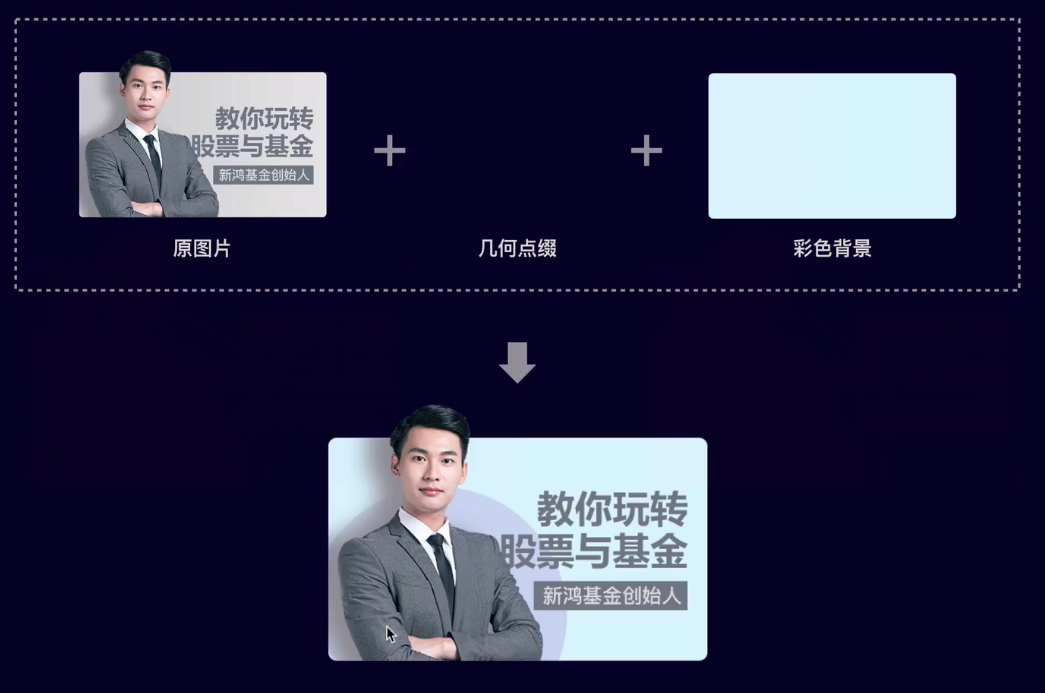 教你玩转
股票与基金
新鸿基金创始人
原图片
几何点缀
彩色背景
教你玩转
股票与基金
新鸿基金创始人